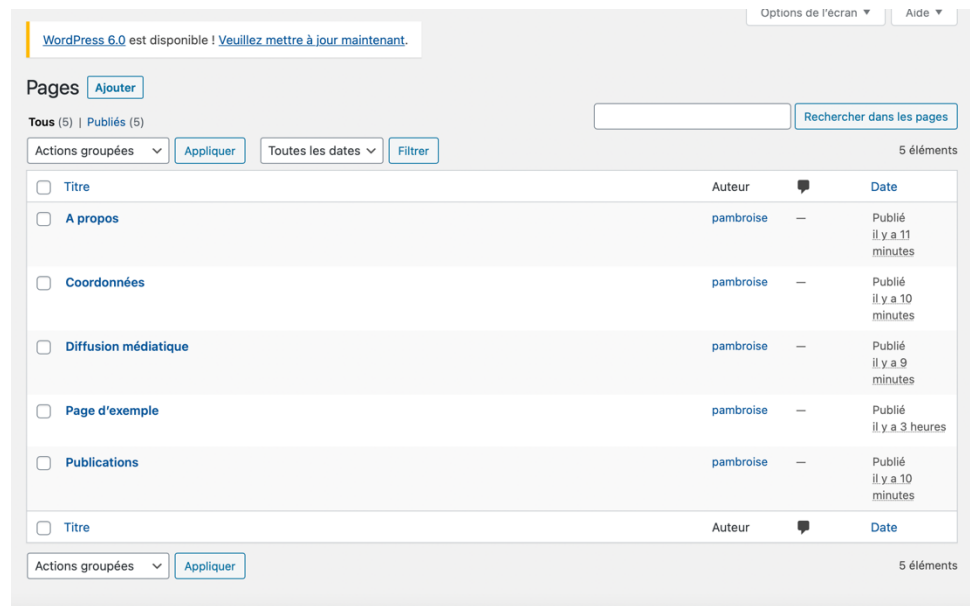 Options de l'écran ▼ Aide ▼
WordPress 6.0 est disponible ! Veuillez mettre à jour maintenant.
Pages Ajouter
Tous (5) | Publiés (5)
Rechercher dans les pages
Actions groupées Appliquer Toutes les dates Filtrer 5 éléments
Titre Auteur Date
A propos pambroise — Publié
il y a 11
minutes
Coordonnées pambroise — Publié
il y a 10
minutes
Diffusion médiatique pambroise — Publié
il y a 9
minutes
Page d’exemple pambroise — Publié
il y a 3 heures
Publications pambroise — Publié
il y a 10
minutes
Titre Auteur Date
Actions groupées Appliquer 5 éléments